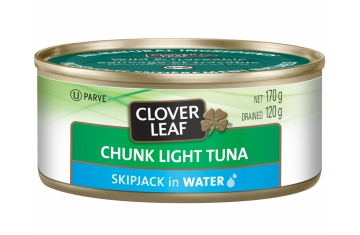 U PARVE
CLOVER
LEAF
NET 170 g
DRAINED 120 g
CHUNK LIGHT TUNA
SKIPJACK in WATER